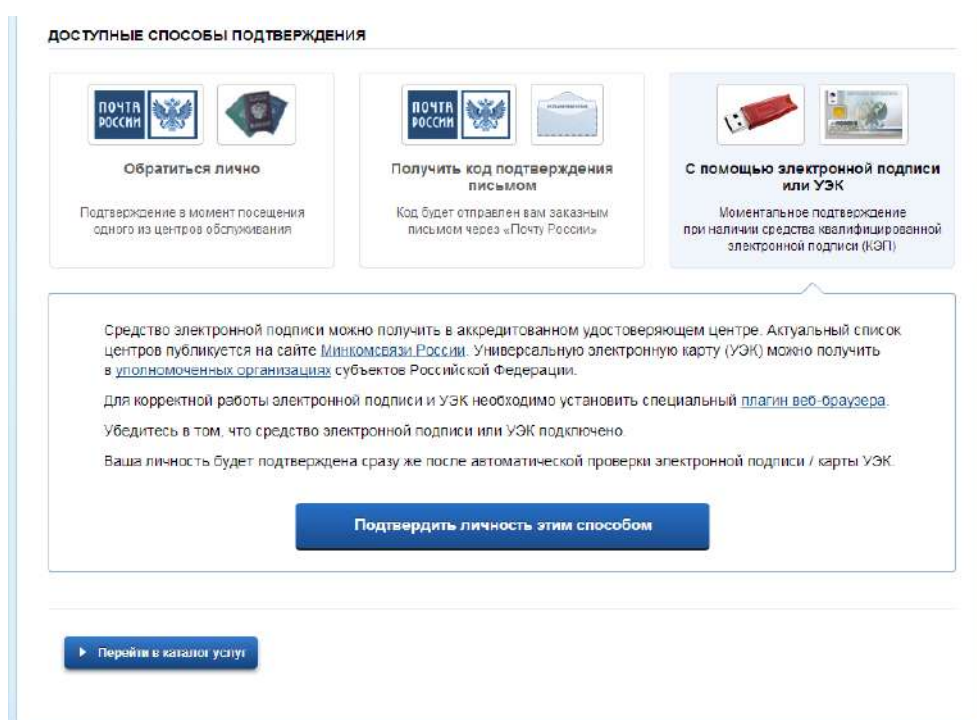 ДОСТУПНЫЕ СПОСОБЫ ПОДТВЕРЖДЕНИЯ
ПОЧТА
РОССИИ
Обратиться лично
Подтверждение в момент посещения
одного из центров обслуживания
ПОЧТА
РОССИИ
Получить код подтверждения
письмом
Код будет отправлен вам заказным
письмом через «Почту России»
С помощью электронной подписи
или УЭК
Моментальное подтверждение
при наличии средства квалифицированной
электронной подписи (КЭП)
Средство электронной подписи можно получить в аккредитованном удостоверяющем центре. Актуальный список
центров публикуется на сайте Минкомсвязи России. Универсальную электронную карту (УЭК) можно получить
в уполномоченных организациях субъектов Российской Федерации.
Для корректной работы электронной подписи и УЭК необходимо установить специальный плагин веб-браузера.
Убедитесь в том, что средство электронной подписи или УЭК подключено.
Ваша личность будет подтверждена сразу же после автоматической проверки электронной подписи / карты УЭК.
Подтвердить личность этим способом
Перейти в каталог услуг